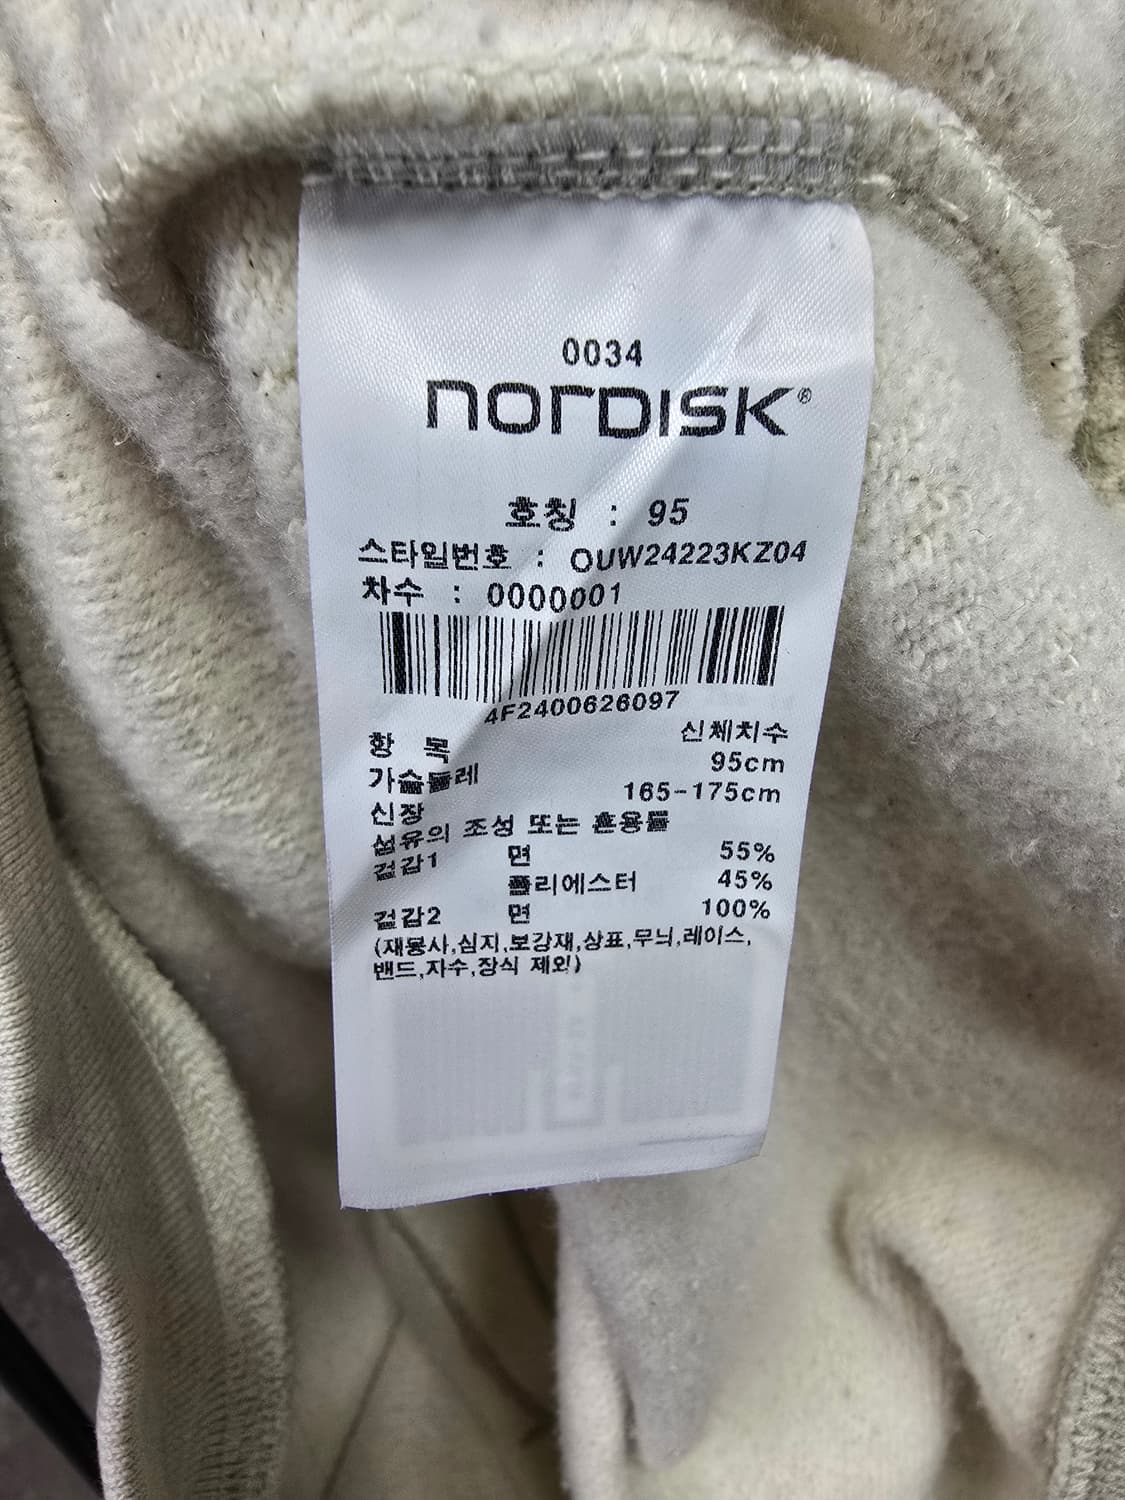 0034
norDISK®
호칭 : 95
스타일번호 : OUW24223KZ04
차수 : 0000001
4F2400626097
항 목 신체치수
가슴둘레 95cm
신장 165-175cm
섬유의 조성 또는 혼용률
겉감1 면 55%
폴리에스터 45%
겉감2 면 100%
(재봉사,심지,보강재,상표,무늬,레이스,
밴드,자수,장식 제외)